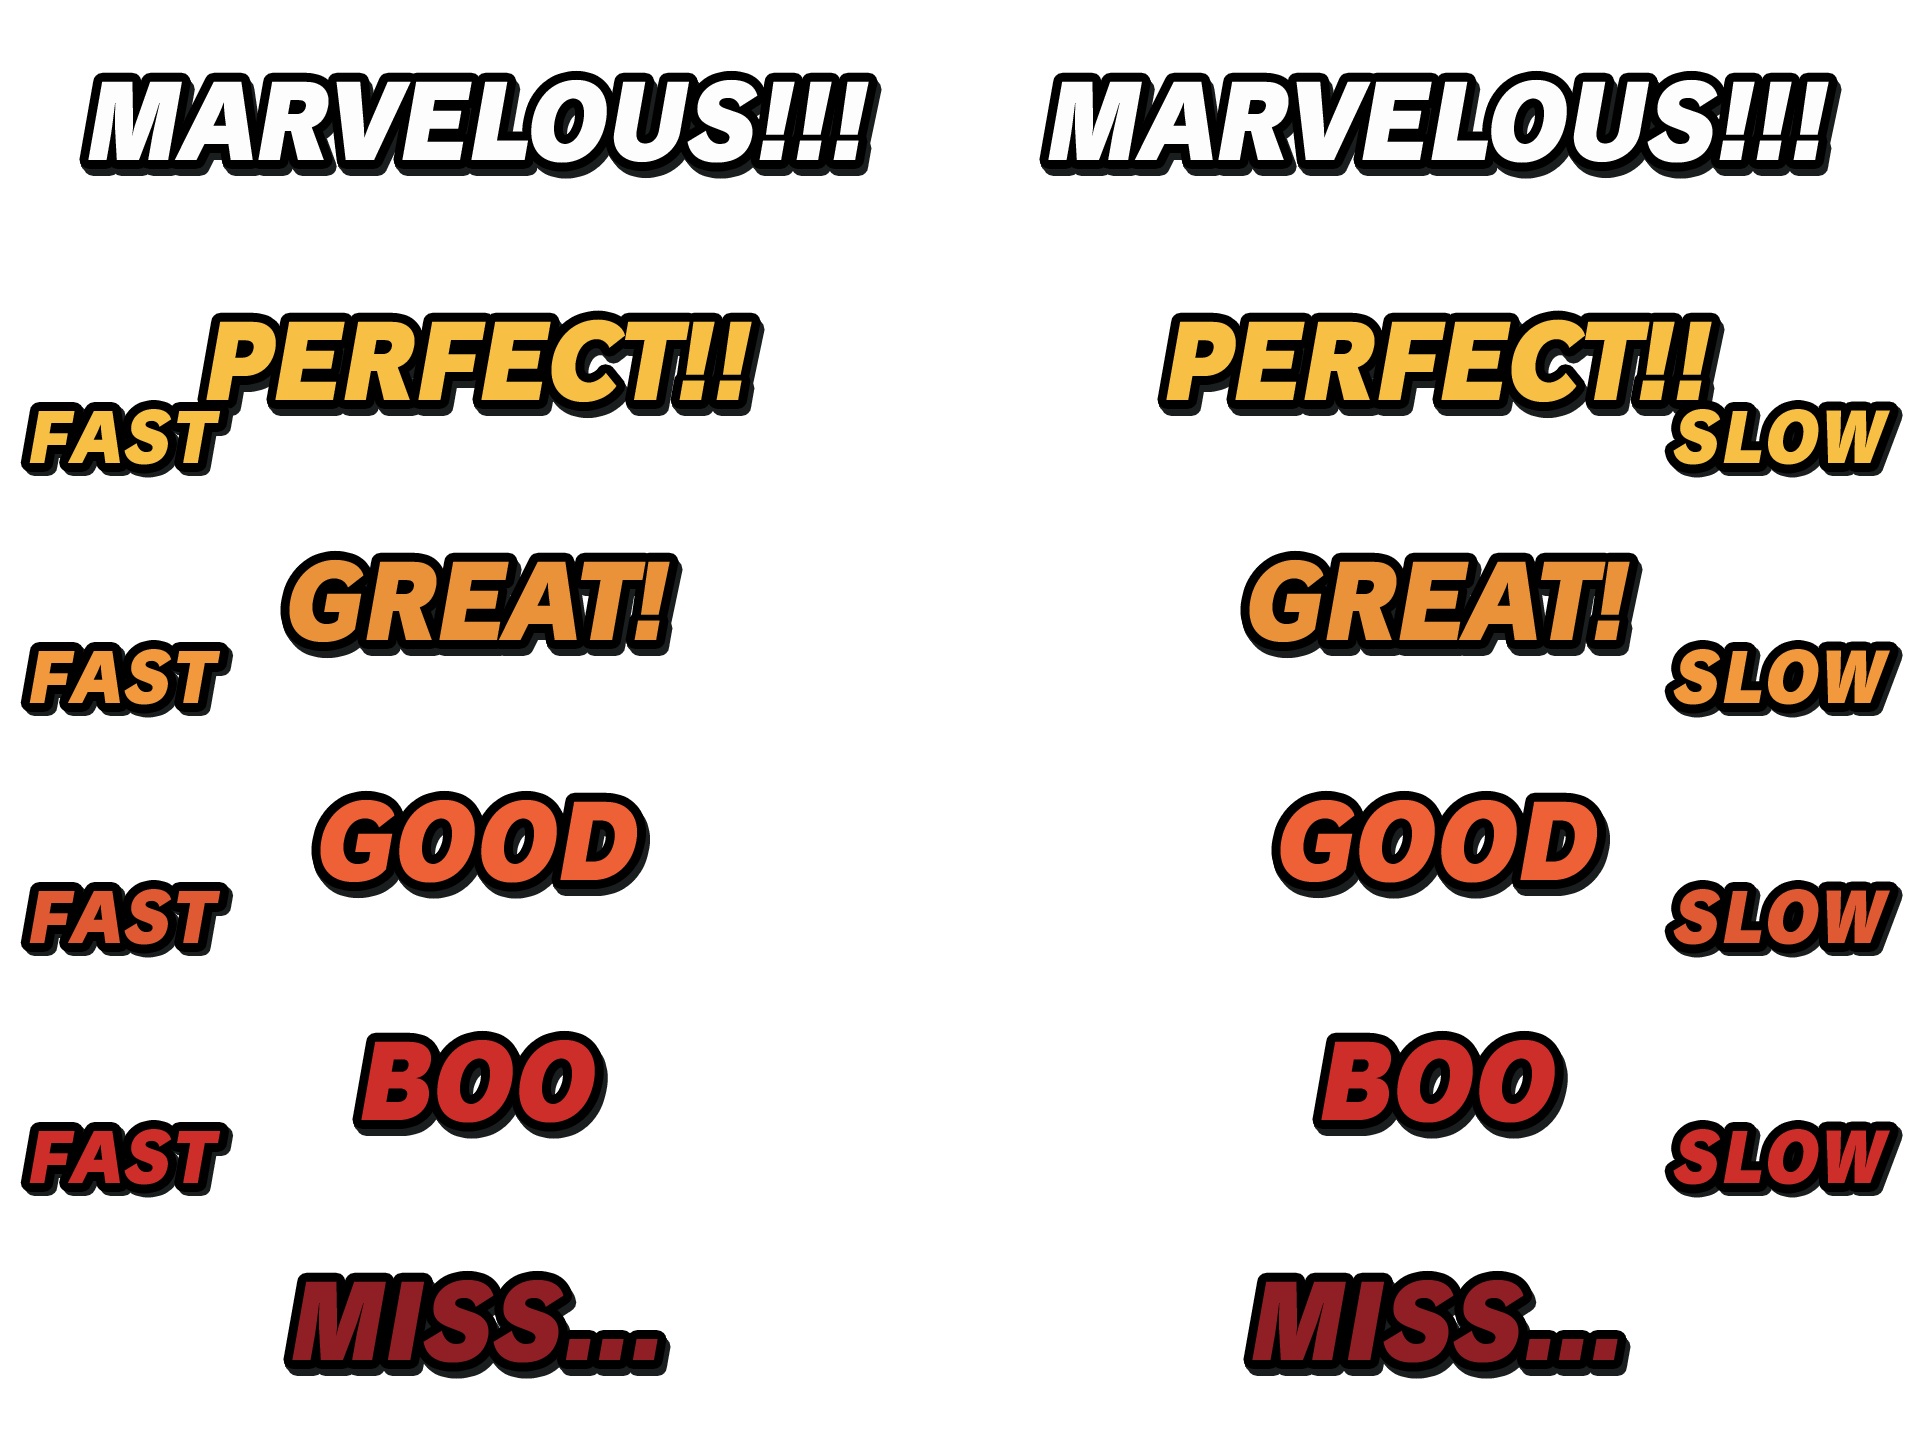 MARVELOUS!!! MARVELOUS!!!
PERFECT!! PERFECT!!
FAST SLOW
GREAT! GREAT!
FAST SLOW
GOOD GOOD
FAST SLOW
BOO BOO
FAST SLOW
MISS... MISS...